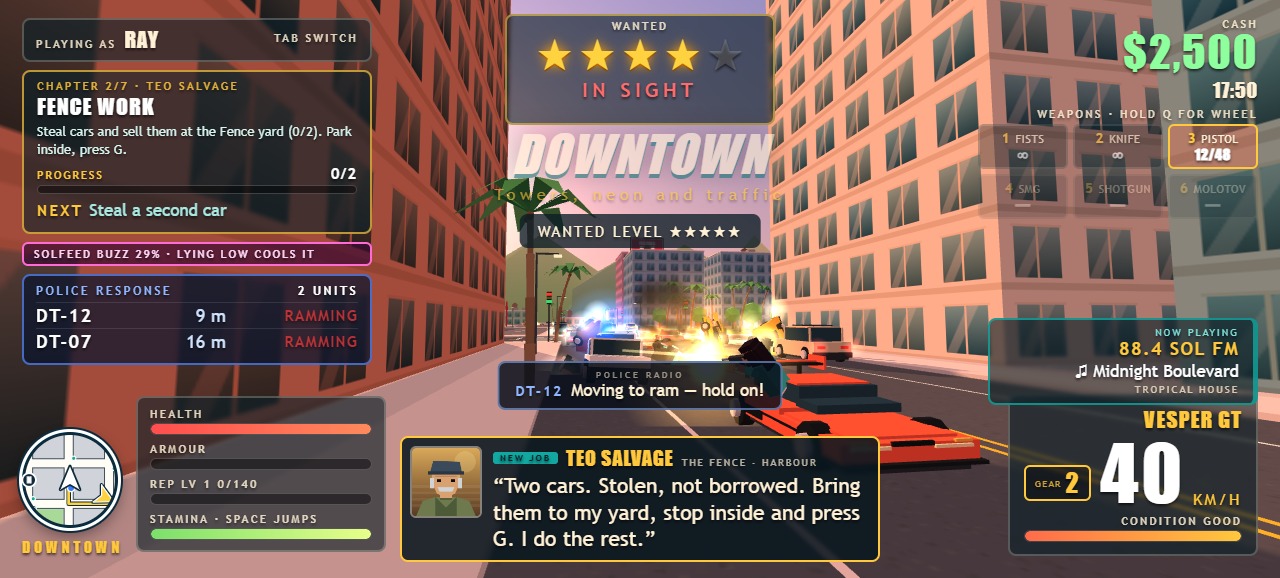 PLAYING AS RAY TAB SWITCH
CHAPTER 2/7 · TEO SALVAGE
FENCE WORK
Steal cars and sell them at the Fence yard (0/2). Park
inside, press G.
PROGRESS 0/2
NEXT Steal a second car
SOLFEED BUZZ 29% · LYING LOW COOLS IT
POLICE RESPONSE 2 UNITS
DT-12 9 m RAMMING
DT-07 16 m RAMMING
HEALTH
ARMOUR
REP LV 1 0/140
STAMINA · SPACE JUMPS
DOWNTOWN
WANTED
★★★★★
IN SIGHT
DOWNTOWN
Towers, neon and traffic
WANTED LEVEL ★★★★★
POLICE RADIO
DT-12 Moving to ram — hold on!
NEW JOB TEO SALVAGE THE FENCE · HARBOUR
“Two cars. Stolen, not borrowed. Bring
them to my yard, stop inside and press
G. I do the rest.”
CASH
$2,500
17:50
WEAPONS · HOLD Q FOR WHEEL
1 FISTS ∞
2 KNIFE ∞
3 PISTOL 12/48
4 SMG —
5 SHOTGUN —
6 MOLOTOV —
NOW PLAYING
88.4 SOL FM
♫ Midnight Boulevard
TROPICAL HOUSE
VESPER GT
GEAR 2 40 KM/H
CONDITION GOOD